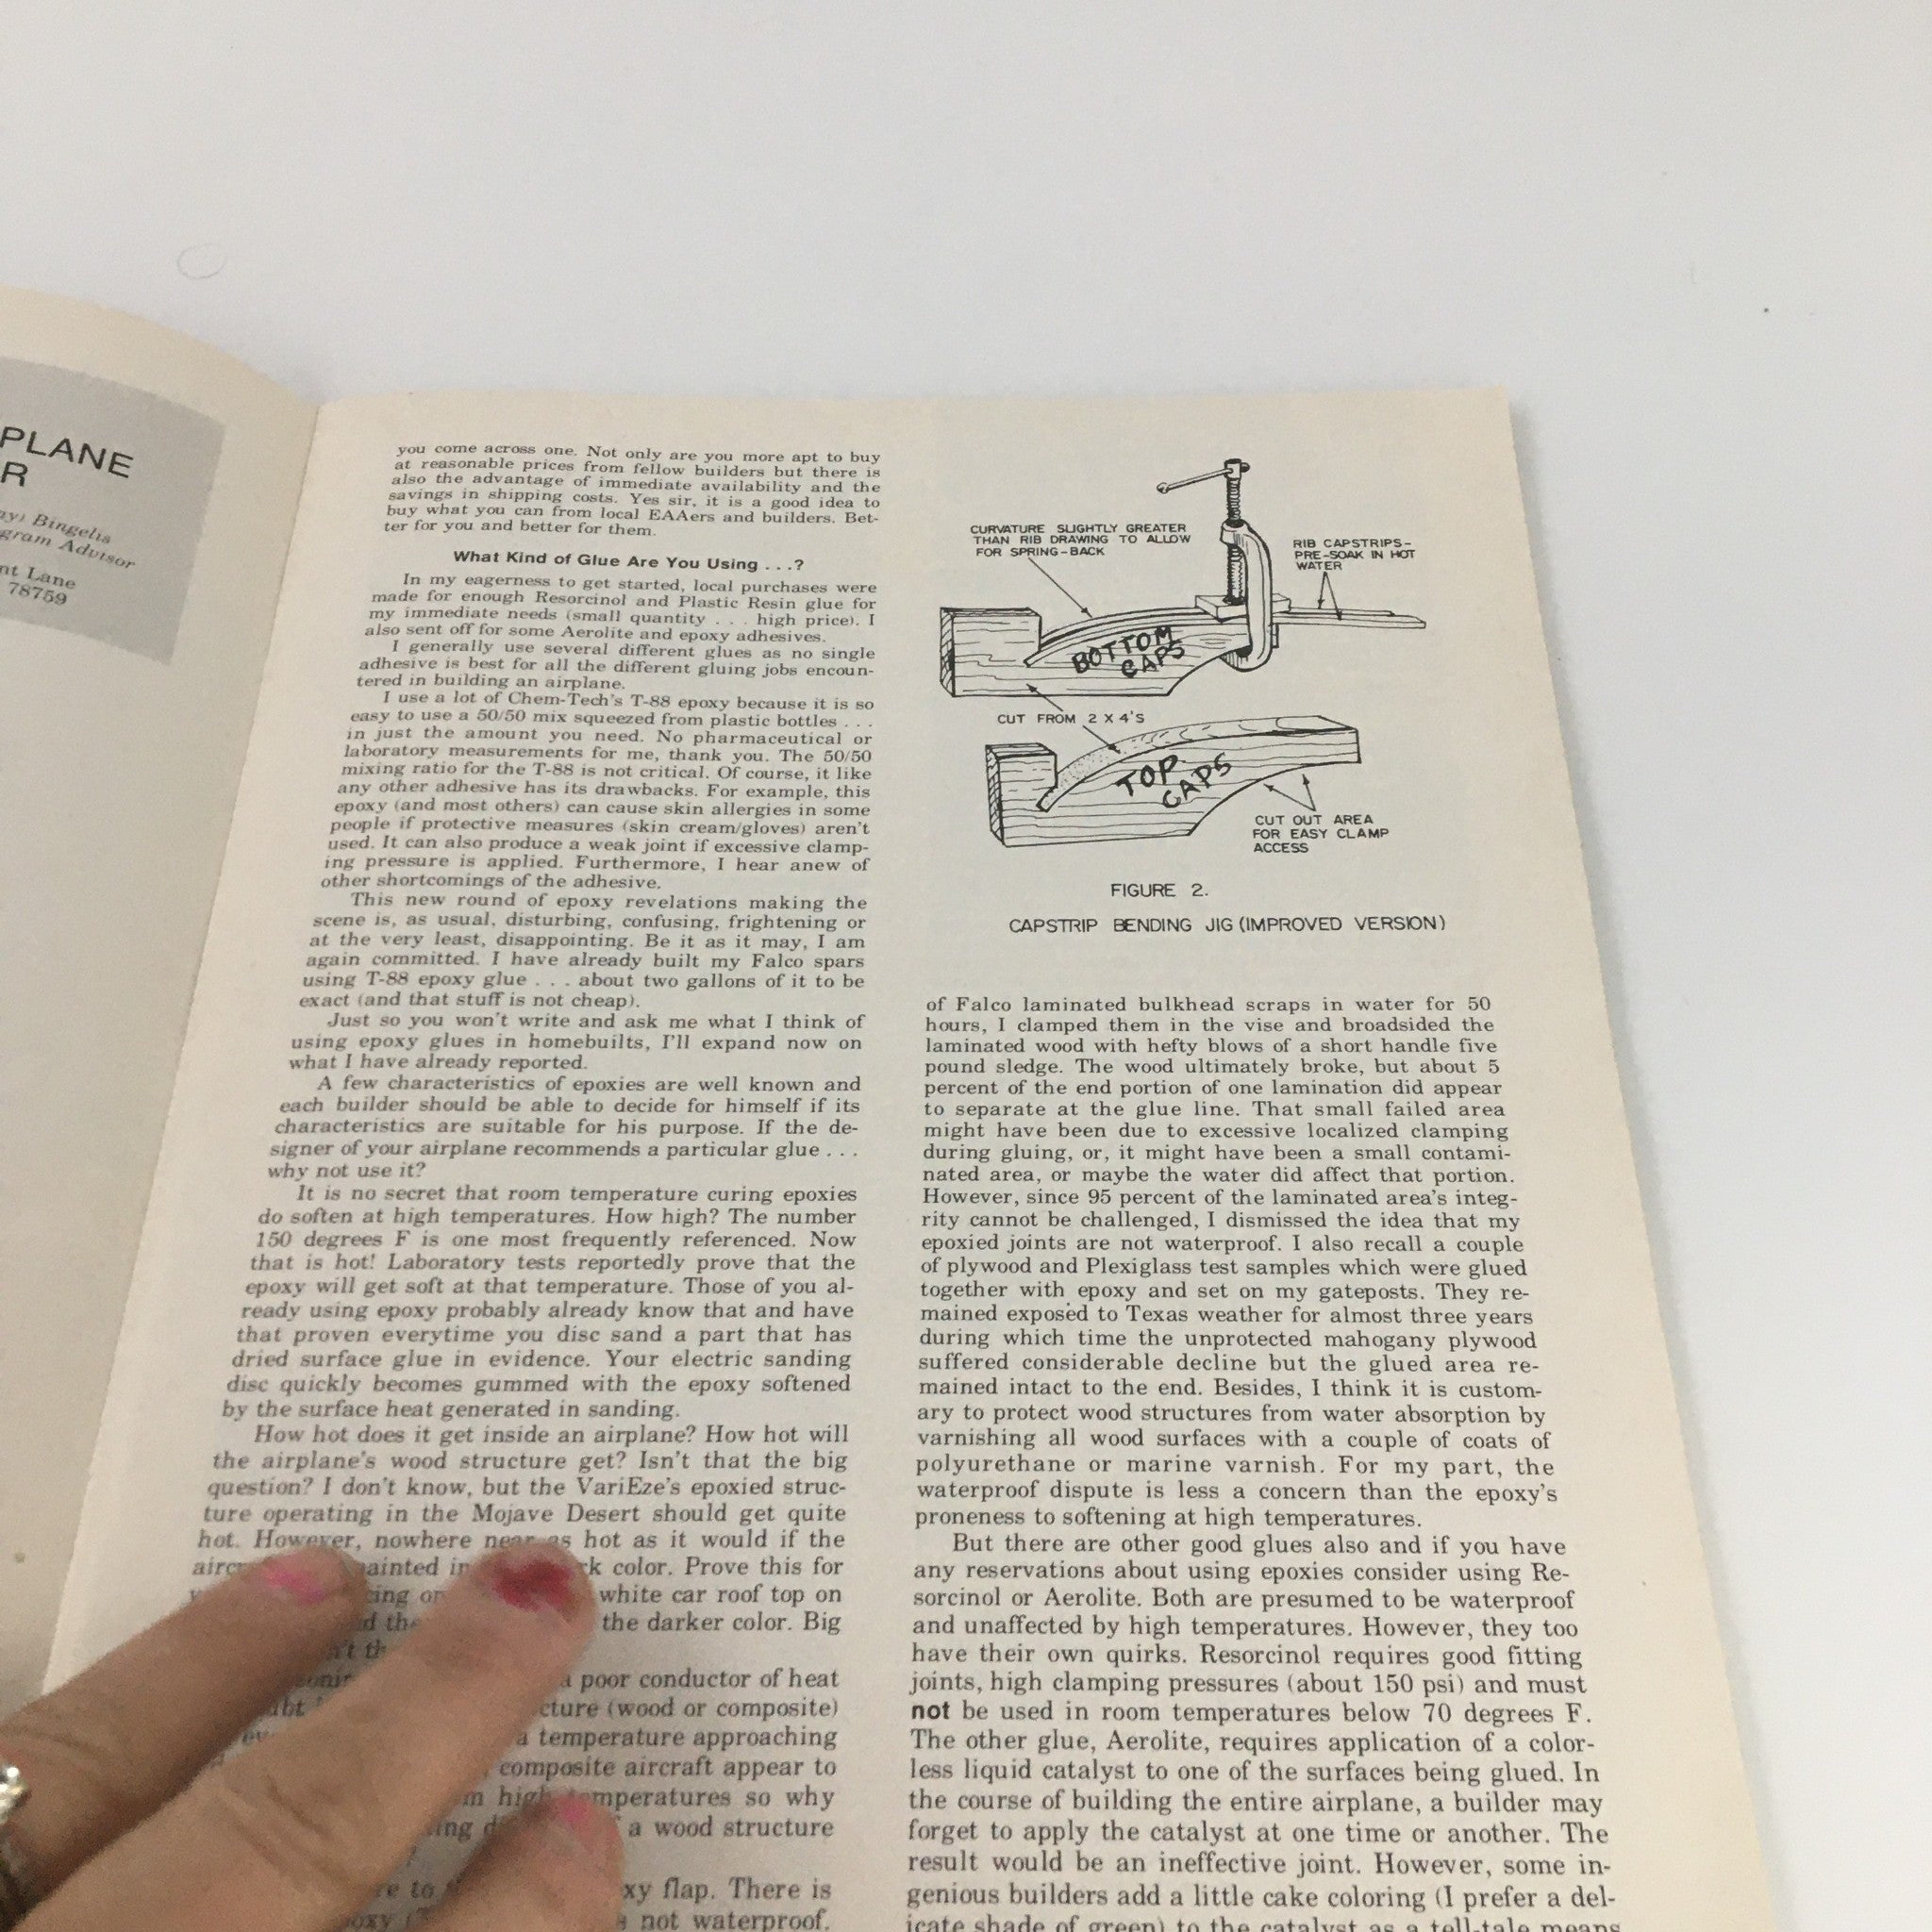 PLANE
R
ay) Bingelis
gram Advisor
nt Lane
78759
you come across one. Not only are you more apt to buy
at reasonable prices from fellow builders but there is
also the advantage of immediate availability and the
savings in shipping costs. Yes sir, it is a good idea to
buy what you can from local EAAers and builders. Bet-
ter for you and better for them.
What Kind of Glue Are You Using . . .?
In my eagerness to get started, local purchases were
made for enough Resorcinol and Plastic Resin glue for
my immediate needs (small quantity . . . high price). I
also sent off for some Aerolite and epoxy adhesives.
I generally use several different glues as no single
adhesive is best for all the different gluing jobs encoun-
tered in building an airplane.
I use a lot of Chem-Tech's T-88 epoxy because it is so
easy to use a 50/50 mix squeezed from plastic bottles . . .
in just the amount you need. No pharmaceutical or
laboratory measurements for me, thank you. The 50/50
mixing ratio for the T-88 is not critical. Of course, it like
any other adhesive has its drawbacks. For example, this
epoxy (and most others) can cause skin allergies in some
people if protective measures (skin cream/gloves) aren't
used. It can also produce a weak joint if excessive clamp-
ing pressure is applied. Furthermore, I hear anew of
other shortcomings of the adhesive.
This new round of epoxy revelations making the
scene is, as usual, disturbing, confusing, frightening or
at the very least, disappointing. Be it as it may, I am
again committed. I have already built my Falco spars
using T-88 epoxy glue . . . about two gallons of it to be
exact (and that stuff is not cheap).
Just so you won't write and ask me what I think of
using epoxy glues in homebuilts, I'll expand now on
what I have already reported.
A few characteristics of epoxies are well known and
each builder should be able to decide for himself if its
characteristics are suitable for his purpose. If the de-
signer of your airplane recommends a particular glue . . .
why not use it?
It is no secret that room temperature curing epoxies
do soften at high temperatures. How high? The number
150 degrees F is one most frequently referenced. Now
that is hot! Laboratory tests reportedly prove that the
epoxy will get soft at that temperature. Those of you al-
ready using epoxy probably already know that and have
that proven everytime you disc sand a part that has
dried surface glue in evidence. Your electric sanding
disc quickly becomes gummed with the epoxy softened
by the surface heat generated in sanding.
How hot does it get inside an airplane? How hot will
the airplane's wood structure get? Isn't that the big
question? I don't know, but the VariEze's epoxied struc-
ture operating in the Mojave Desert should get quite
hot. However, nowhere near as hot as it would if the
ainted in color. Prove this for
white car roof top on
the darker color. Big
poor conductor of heat
(wood or composite)
a temperature approaching
composite aircraft appear to
high temperatures so why
a wood structure
flap. There is
not waterproof.
CURVATURE SLIGHTLY GREATER
THAN RIB DRAWING TO ALLOW
FOR SPRING-BACK
RIB CAPSTRIPS-
PRE-SOAK IN HOT
WATER
BOTTOM
CAPS
CUT FROM 2 X 4'S
TOP
CAPS
CUT OUT AREA
FOR EASY CLAMP
ACCESS
FIGURE 2.
CAPSTRIP BENDING JIG (IMPROVED VERSION)
of Falco laminated bulkhead scraps in water for 50
hours, I clamped them in the vise and broadsided the
laminated wood with hefty blows of a short handle five
pound sledge. The wood ultimately broke, but about 5
percent of the end portion of one lamination did appear
to separate at the glue line. That small failed area
might have been due to excessive localized clamping
during gluing, or, it might have been a small contami-
nated area, or maybe the water did affect that portion.
However, since 95 percent of the laminated area's integ-
rity cannot be challenged, I dismissed the idea that my
epoxied joints are not waterproof. I also recall a couple
of plywood and Plexiglass test samples which were glued
together with epoxy and set on my gateposts. They re-
mained exposed to Texas weather for almost three years
during which time the unprotected mahogany plywood
suffered considerable decline but the glued area re-
mained intact to the end. Besides, I think it is custom-
ary to protect wood structures from water absorption by
varnishing all wood surfaces with a couple of coats of
polyurethane or marine varnish. For my part, the
waterproof dispute is less a concern than the epoxy's
proneness to softening at high temperatures.
But there are other good glues also and if you have
any reservations about using epoxies consider using Re-
sorcinol or Aerolite. Both are presumed to be waterproof
and unaffected by high temperatures. However, they too
have their own quirks. Resorcinol requires good fitting
joints, high clamping pressures (about 150 psi) and must
not be used in room temperatures below 70 degrees F.
The other glue, Aerolite, requires application of a color-
less liquid catalyst to one of the surfaces being glued. In
the course of building the entire airplane, a builder may
forget to apply the catalyst at one time or another. The
result would be an ineffective joint. However, some in-
genious builders add a little cake coloring (I prefer a del-
icate shade of green) to the catalyst as a tell-tale means